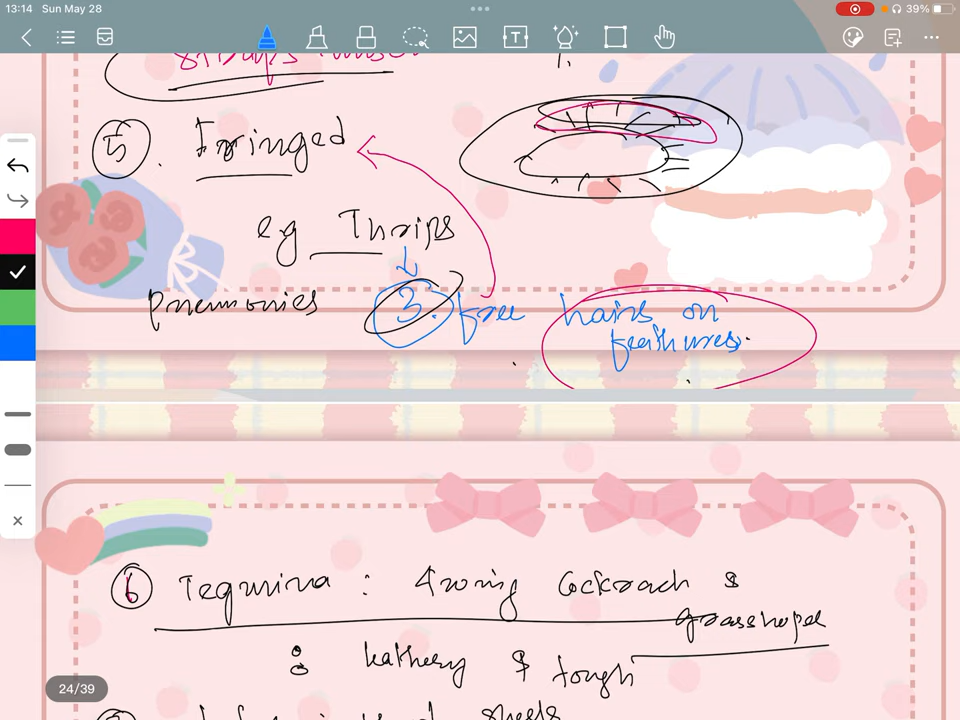 13:14 Sun May 28
39%
T
5. Fringed
eg Thrips
pnemonies 3. free hairs on
feathures.
6 Tegmina : 4 wing Cockroach &
grasshoper
: leathery & tough
24/39